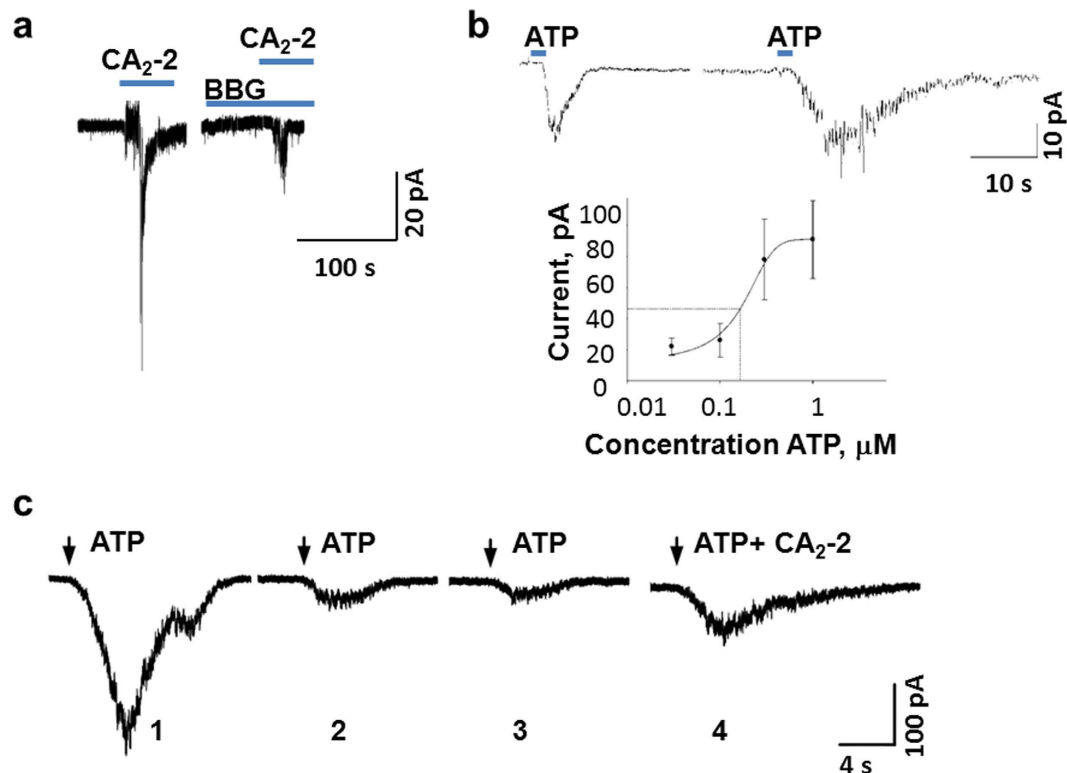 a
CA₂-2
CA₂-2
BBG
20 pA
100 s
b
ATP
ATP
10 pA
10 s
Current, pA
100
80
60
40
20
0
0.01
0.1
1
Concentration ATP, μM
c
ATP
ATP
ATP
ATP+ CA₂-2
1
2
3
4
100 pA
4 s